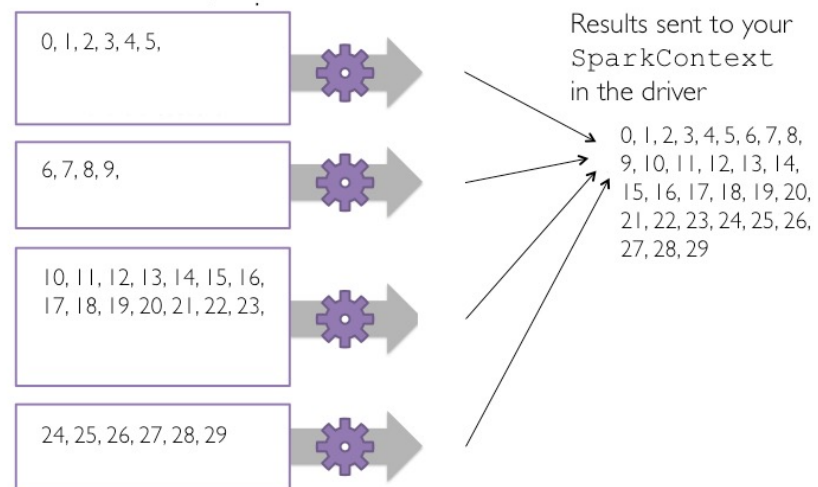 0, 1, 2, 3, 4, 5,
6, 7, 8, 9,
10, 11, 12, 13, 14, 15, 16,
17, 18, 19, 20, 21, 22, 23,
24, 25, 26, 27, 28, 29
Results sent to your
SparkContext
in the driver
0, 1, 2, 3, 4, 5, 6, 7, 8,
9, 10, 11, 12, 13, 14,
15, 16, 17, 18, 19, 20,
21, 22, 23, 24, 25, 26,
27, 28, 29